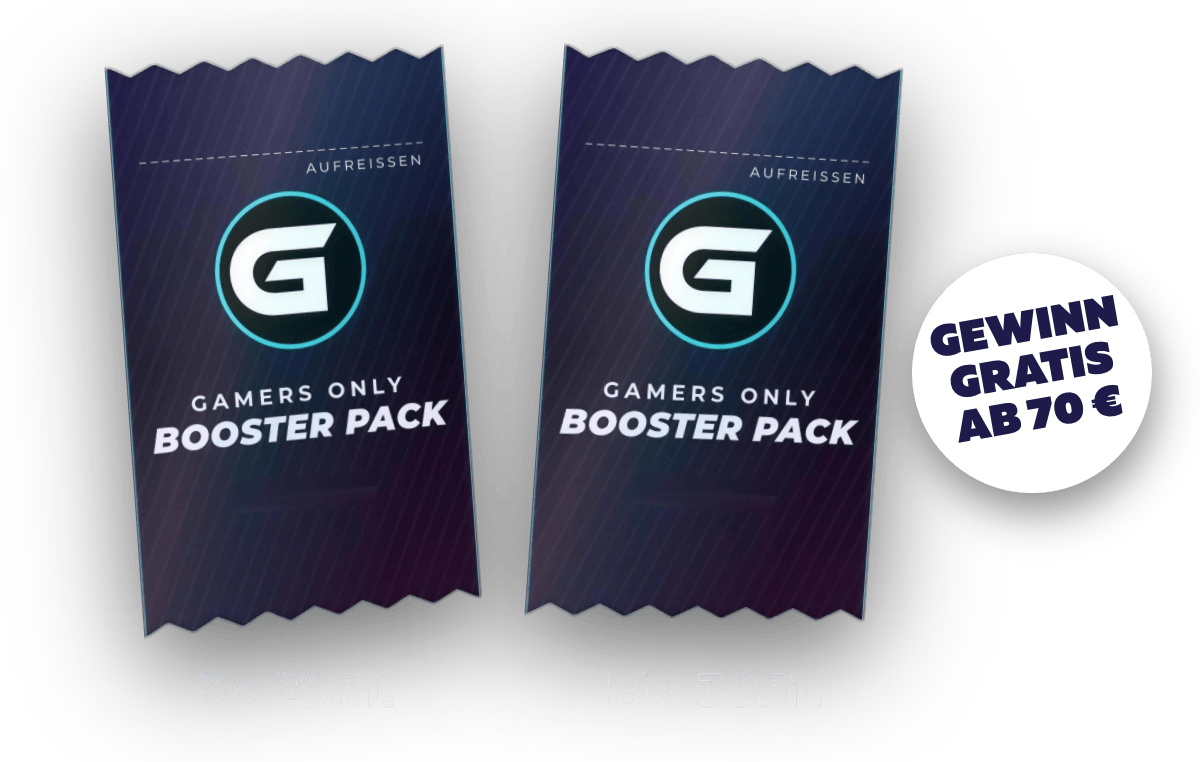 AUFREISSEN
G
GAMERS ONLY
BOOSTER PACK
AUFREISSEN
G
GAMERS ONLY
BOOSTER PACK
GEWINN
GRATIS
AB 70 €